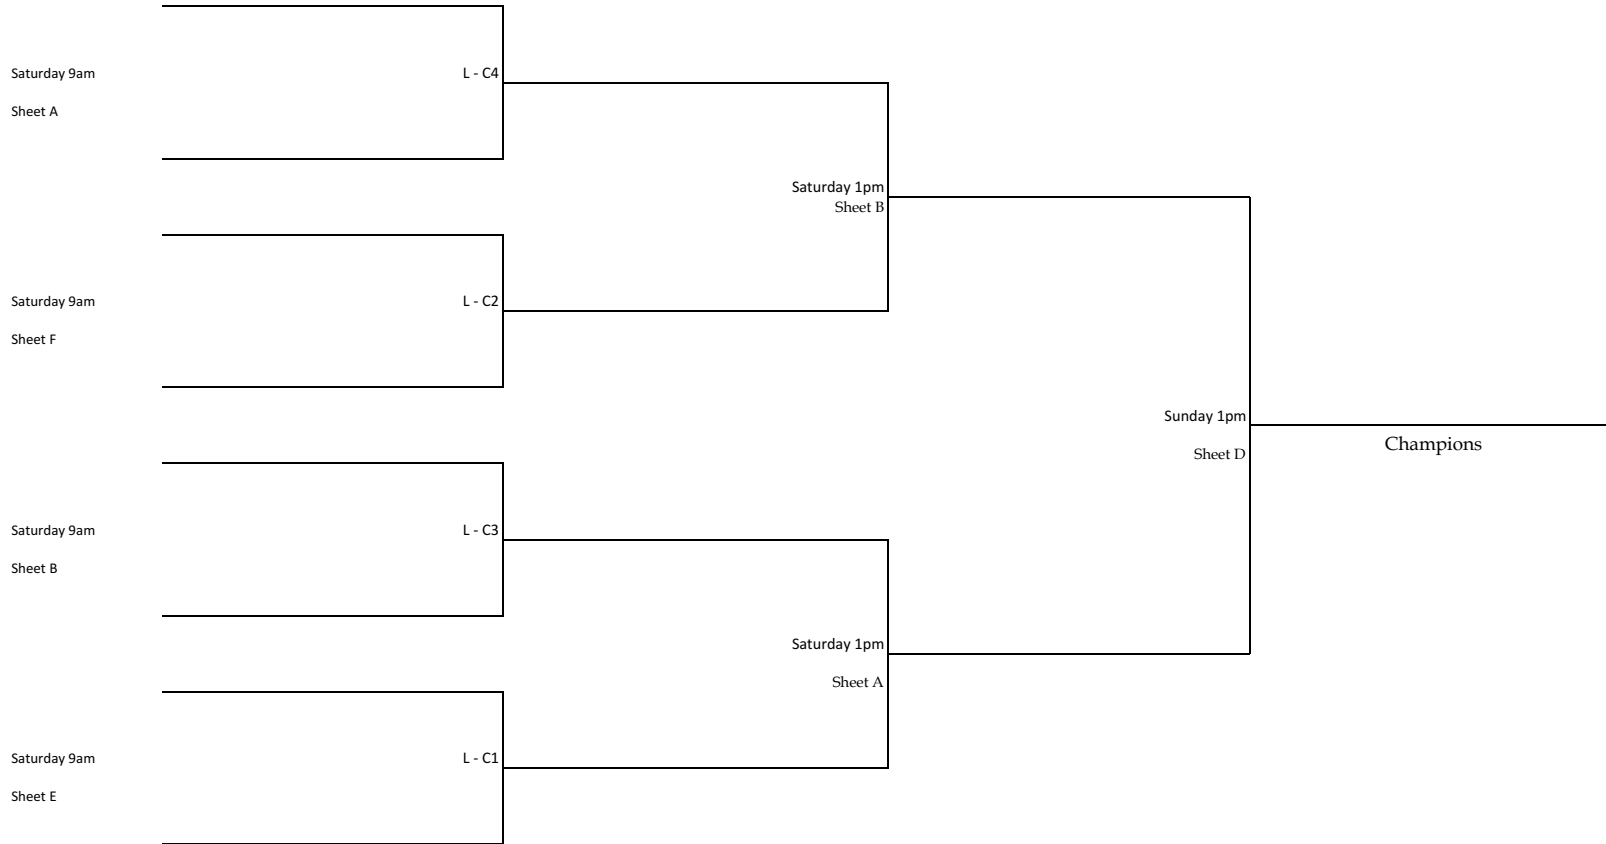 Saturday 9am
L - C4
Sheet A
Saturday 1pm
Sheet B
Saturday 9am
L - C2
Sheet F
Sunday 1pm
Champions
Sheet D
Saturday 9am
L - C3
Sheet B
Saturday 1pm
Sheet A
Saturday 9am
L - C1
Sheet E